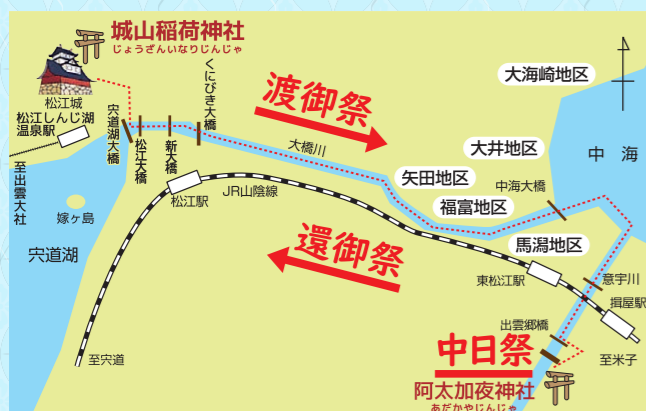 城山稲荷神社
じょうざんいなりじんじゃ
松江城
松江しんじ湖
温泉駅
至出雲大社
宍道湖大橋
松江大橋
新大橋
くにびき大橋
渡御祭
大橋川
大海崎地区
大井地区
中海
矢田地区
中海大橋
福富地区
馬潟地区
松江駅
JR山陰線
嫁ヶ島
宍道湖
還御祭
東松江駅
意宇川
揖屋駅
出雲郷橋
至宍道
至米子
中日祭
阿太加夜神社
あだかやじんじゃ